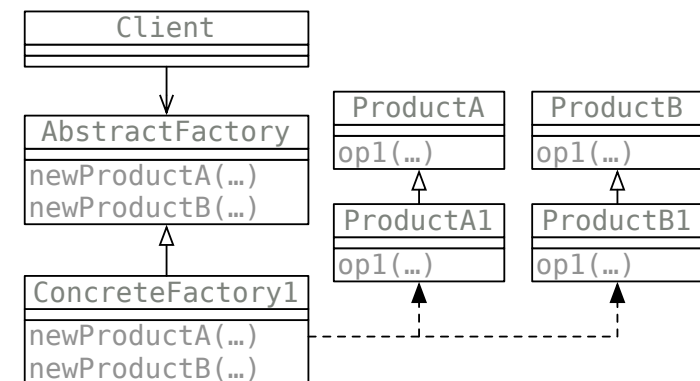 Client
AbstractFactory
newProductA(…)
newProductB(…)
ConcreteFactory1
newProductA(…)
newProductB(…)
ProductA
op1(…)
ProductA1
op1(…)
ProductB
op1(…)
ProductB1
op1(…)